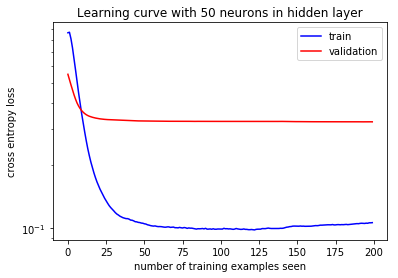 Learning curve with 50 neurons in hidden layer
train
validation
cross entropy loss
10⁻¹
0 25 50 75 100 125 150 175 200
number of training examples seen